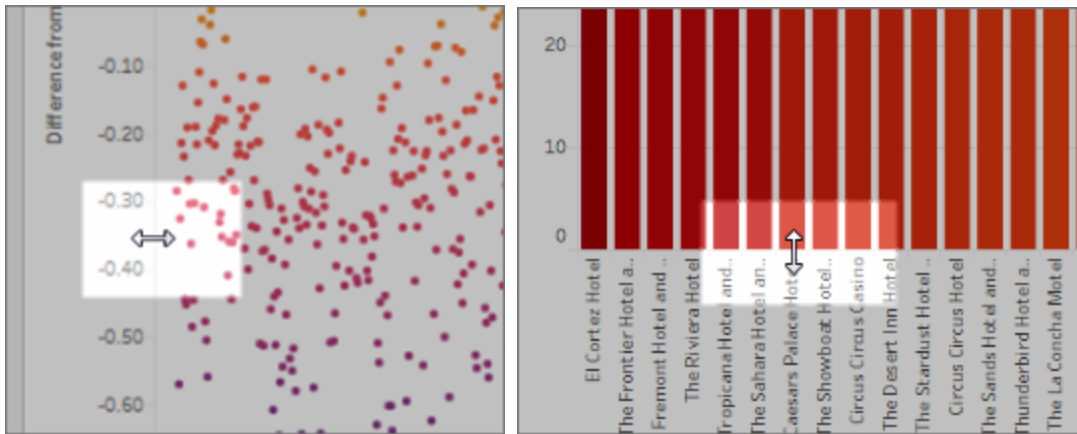 Difference from
-0.10
-0.20
-0.30
-0.40
-0.50
-0.60
20
10
0
El Cortez Hotel
The Frontier Hotel a..
Fremont Hotel and ..
The Riviera Hotel
Tropicana Hotel and..
The Sahara Hotel an..
Caesars Palace Hotel
The Showboat Hotel..
Circus Circus Casino
The Desert Inn Hotel
The Stardust Hotel ..
Circus Circus Hotel
The Sands Hotel and..
Thunderbird Hotel a..
The La Concha Motel